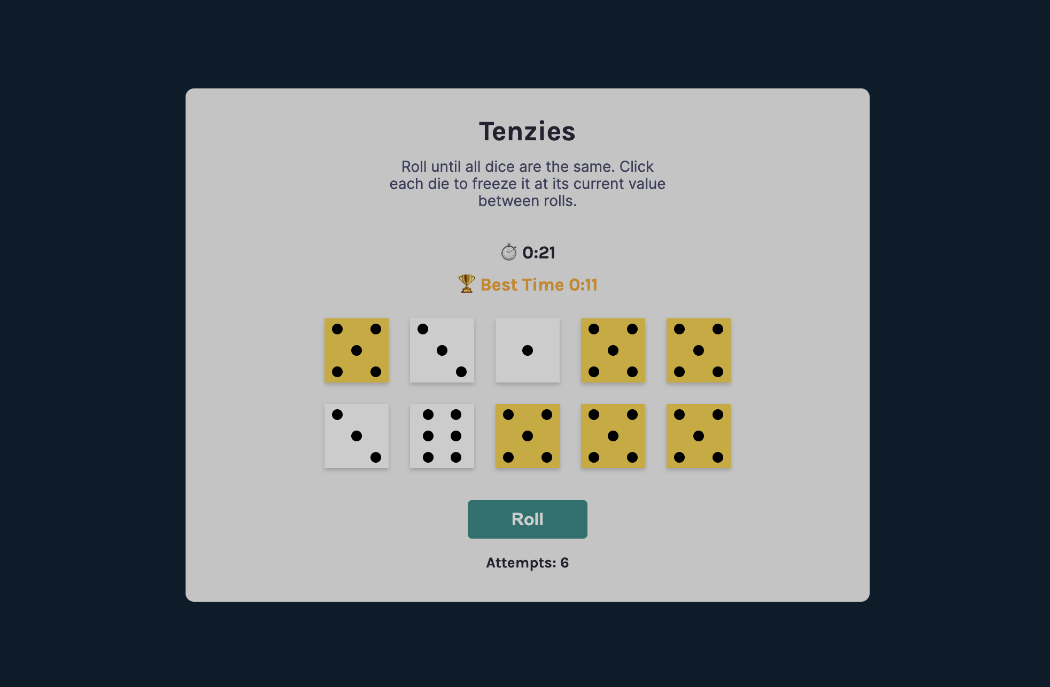 Tenzies
Roll until all dice are the same. Click
each die to freeze it at its current value
between rolls.
0:21
Best Time 0:11
Roll
Attempts: 6